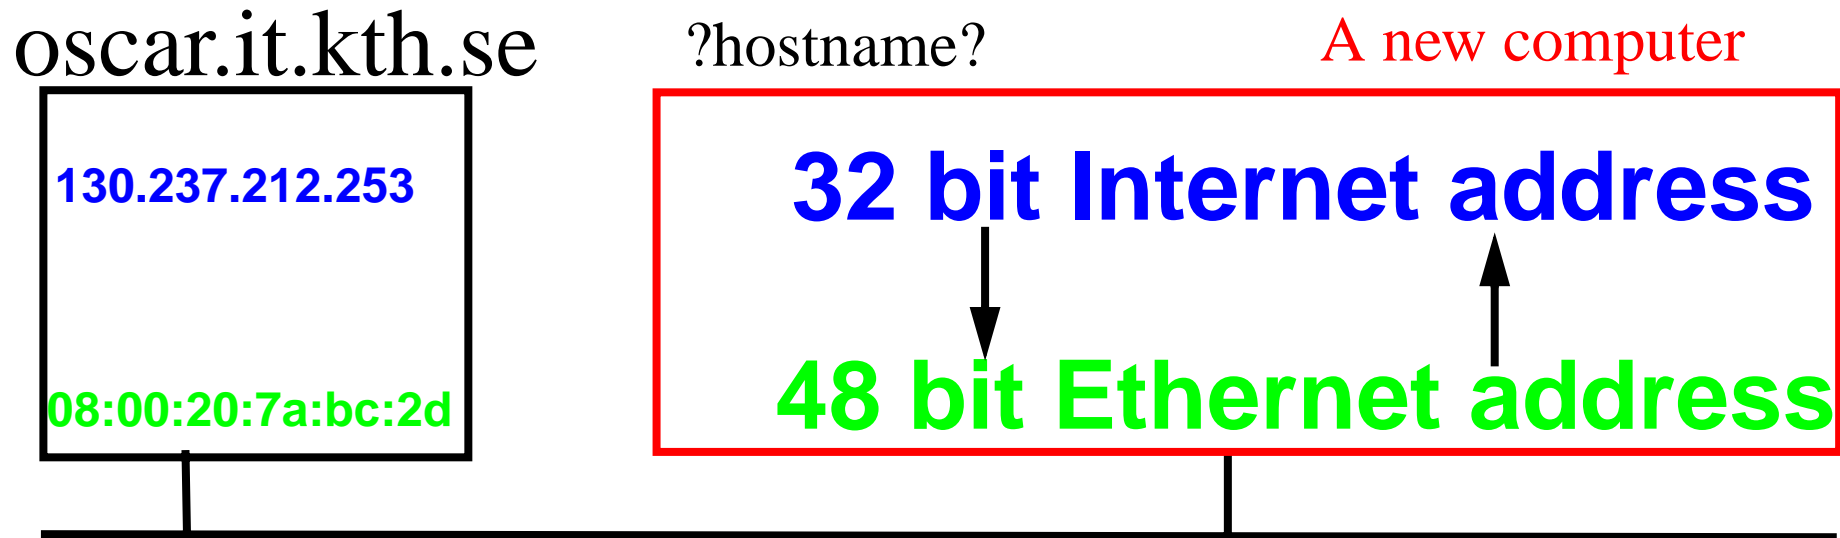 oscar.it.kth.se
?hostname?
A new computer
130.237.212.253
08:00:20:7a:bc:2d
32 bit Internet address
48 bit Ethernet address